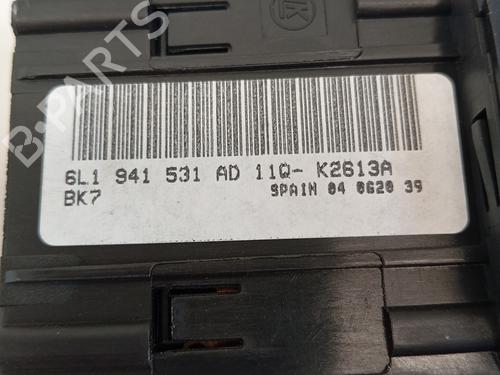 B-PARTS
6L1 941 531 AD 11Q- K2613A
BK7
SPAIN 04 0620 39